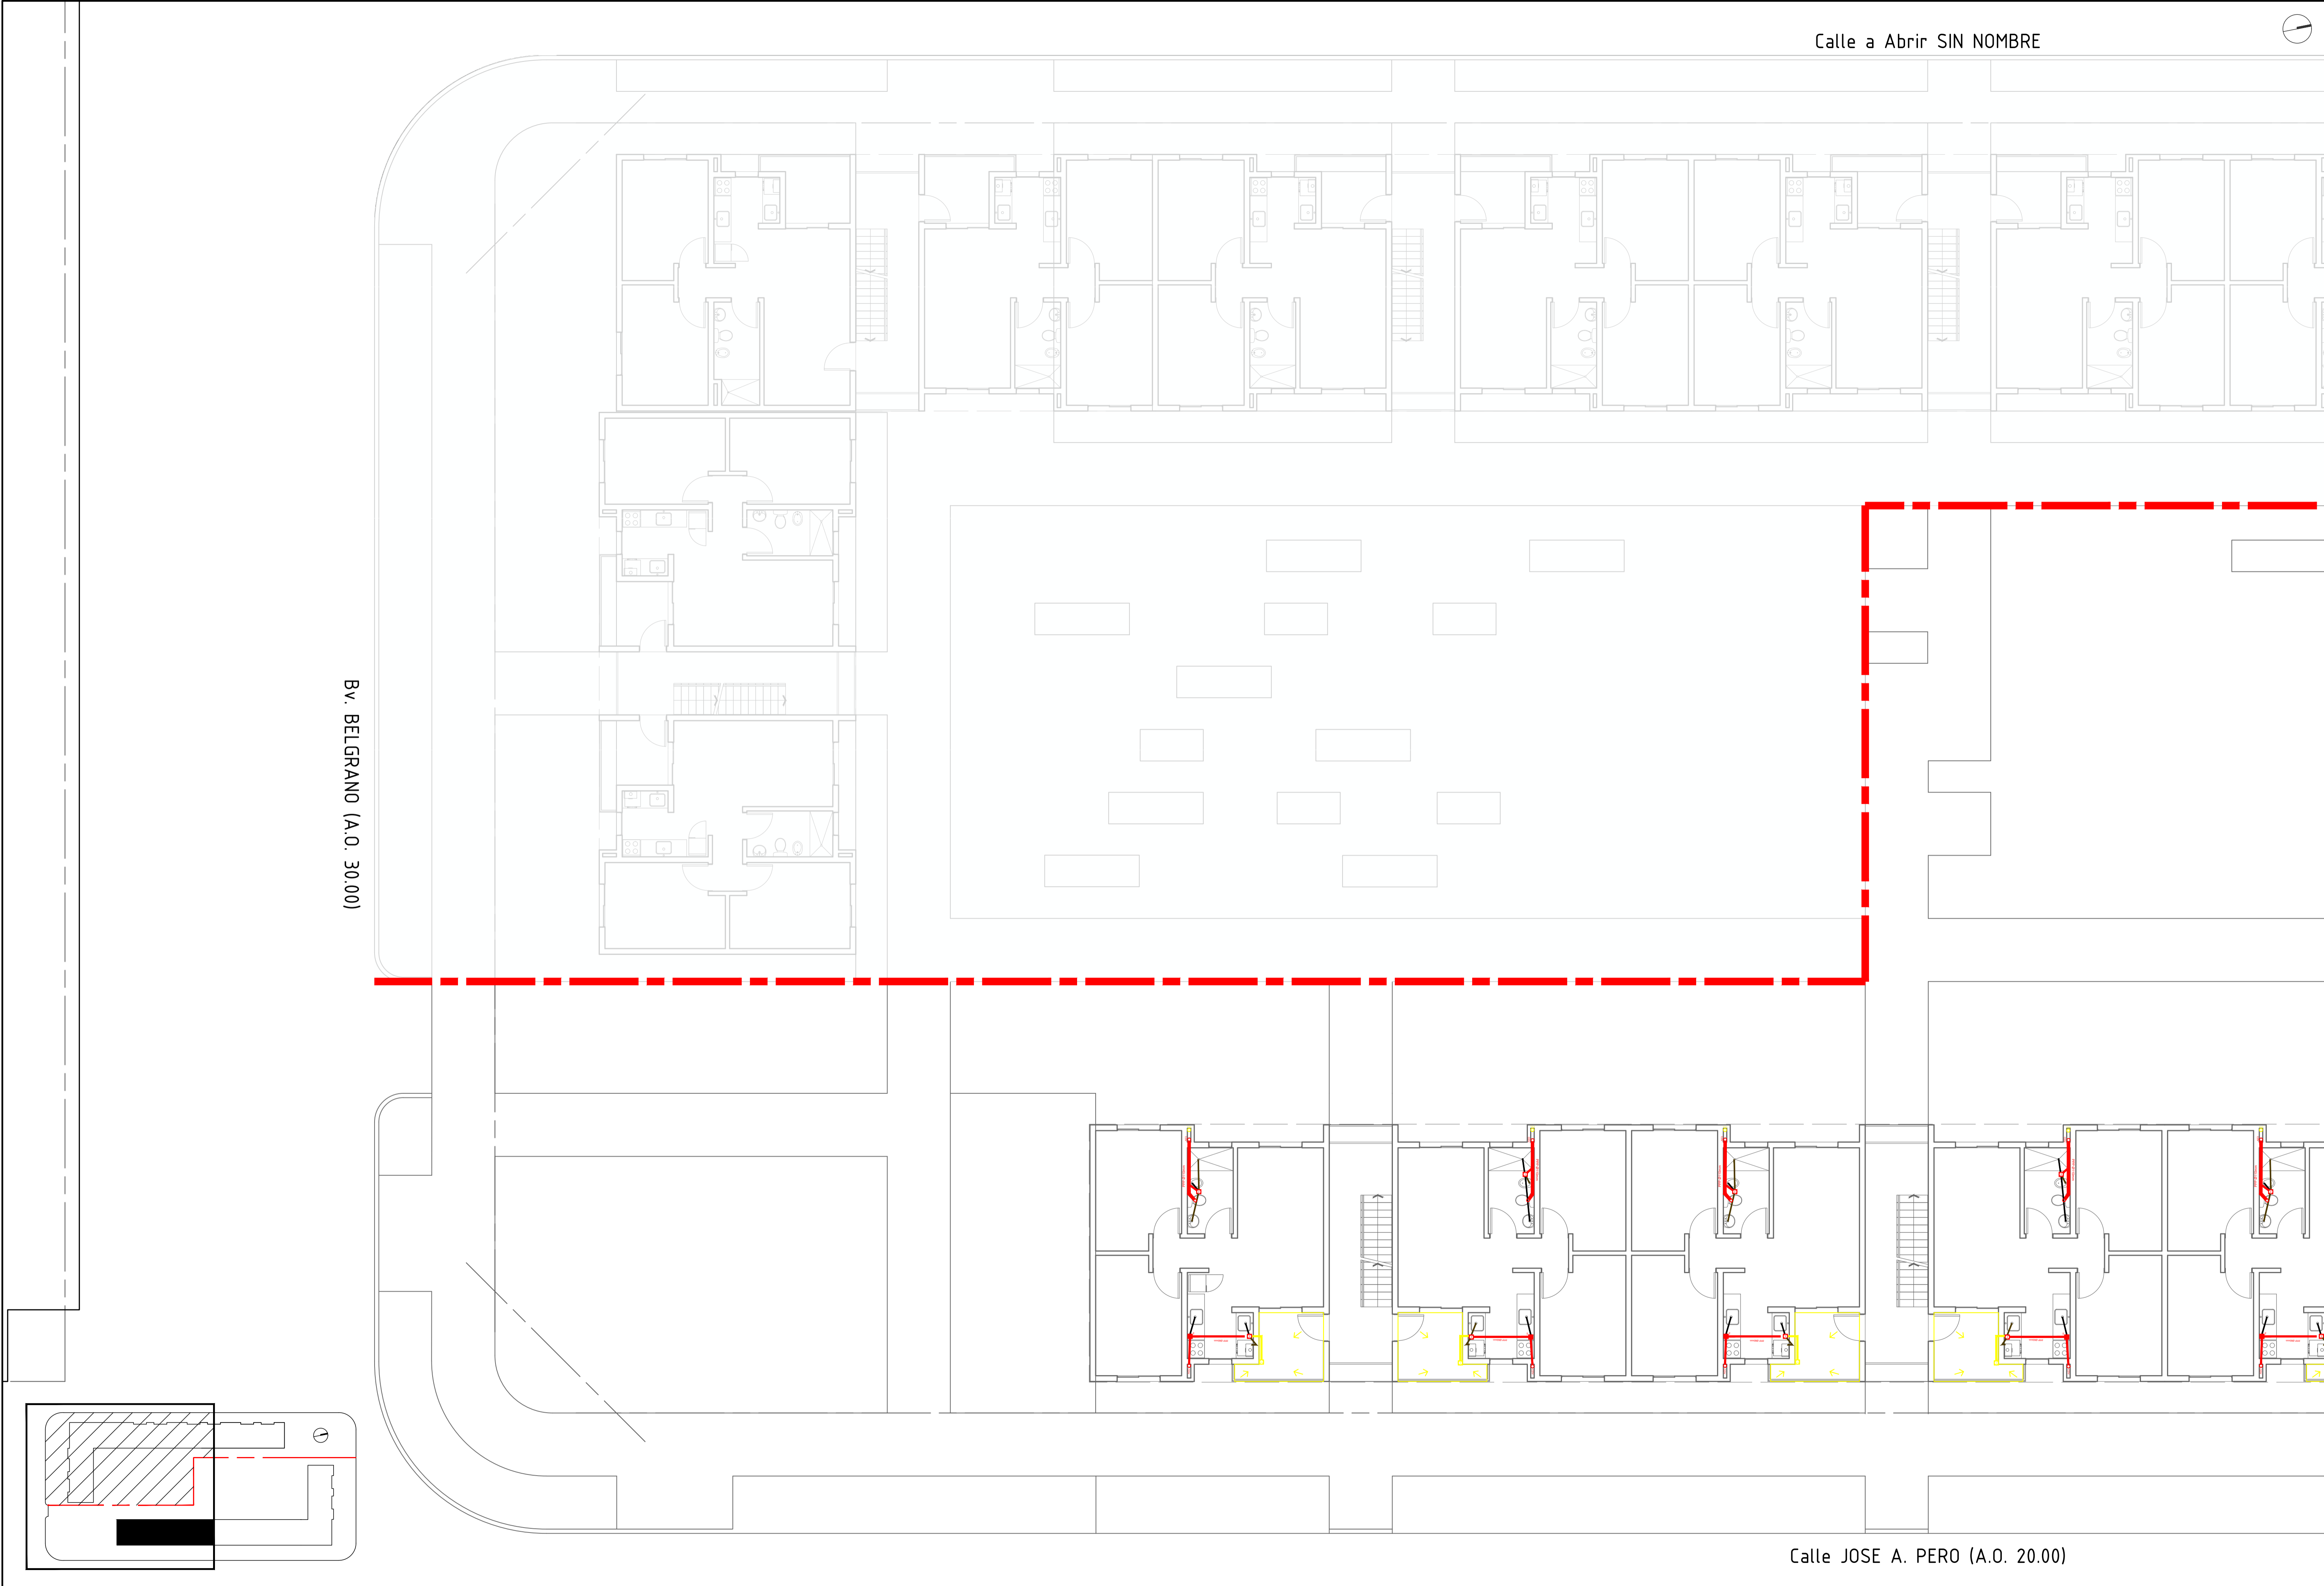 Calle a Abrir SIN NOMBRE
Bv. BELGRANO (A.O. 30.00)
Calle JOSE A. PERO (A.O. 20.00)